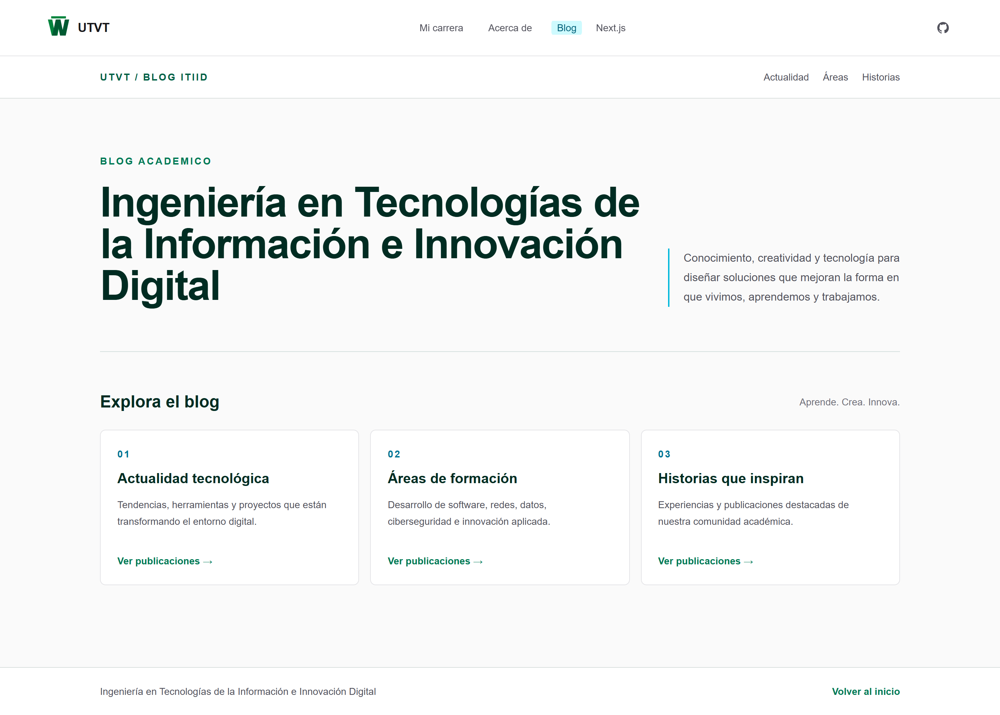 UTVT
Mi carrera
Acerca de
Blog
Next.js
UTVT / BLOG ITIID
Actualidad
Áreas
Historias
BLOG ACADEMICO
Ingeniería en Tecnologías de
la Información e Innovación
Digital
Conocimiento, creatividad y tecnología para
diseñar soluciones que mejoran la forma en
que vivimos, aprendemos y trabajamos.
Explora el blog
Aprende. Crea. Innova.
01
Actualidad tecnológica
Tendencias, herramientas y proyectos que están
transformando el entorno digital.
Ver publicaciones →
02
Áreas de formación
Desarrollo de software, redes, datos,
ciberseguridad e innovación aplicada.
Ver publicaciones →
03
Historias que inspiran
Experiencias y publicaciones destacadas de
nuestra comunidad académica.
Ver publicaciones →
Ingeniería en Tecnologías de la Información e Innovación Digital
Volver al inicio